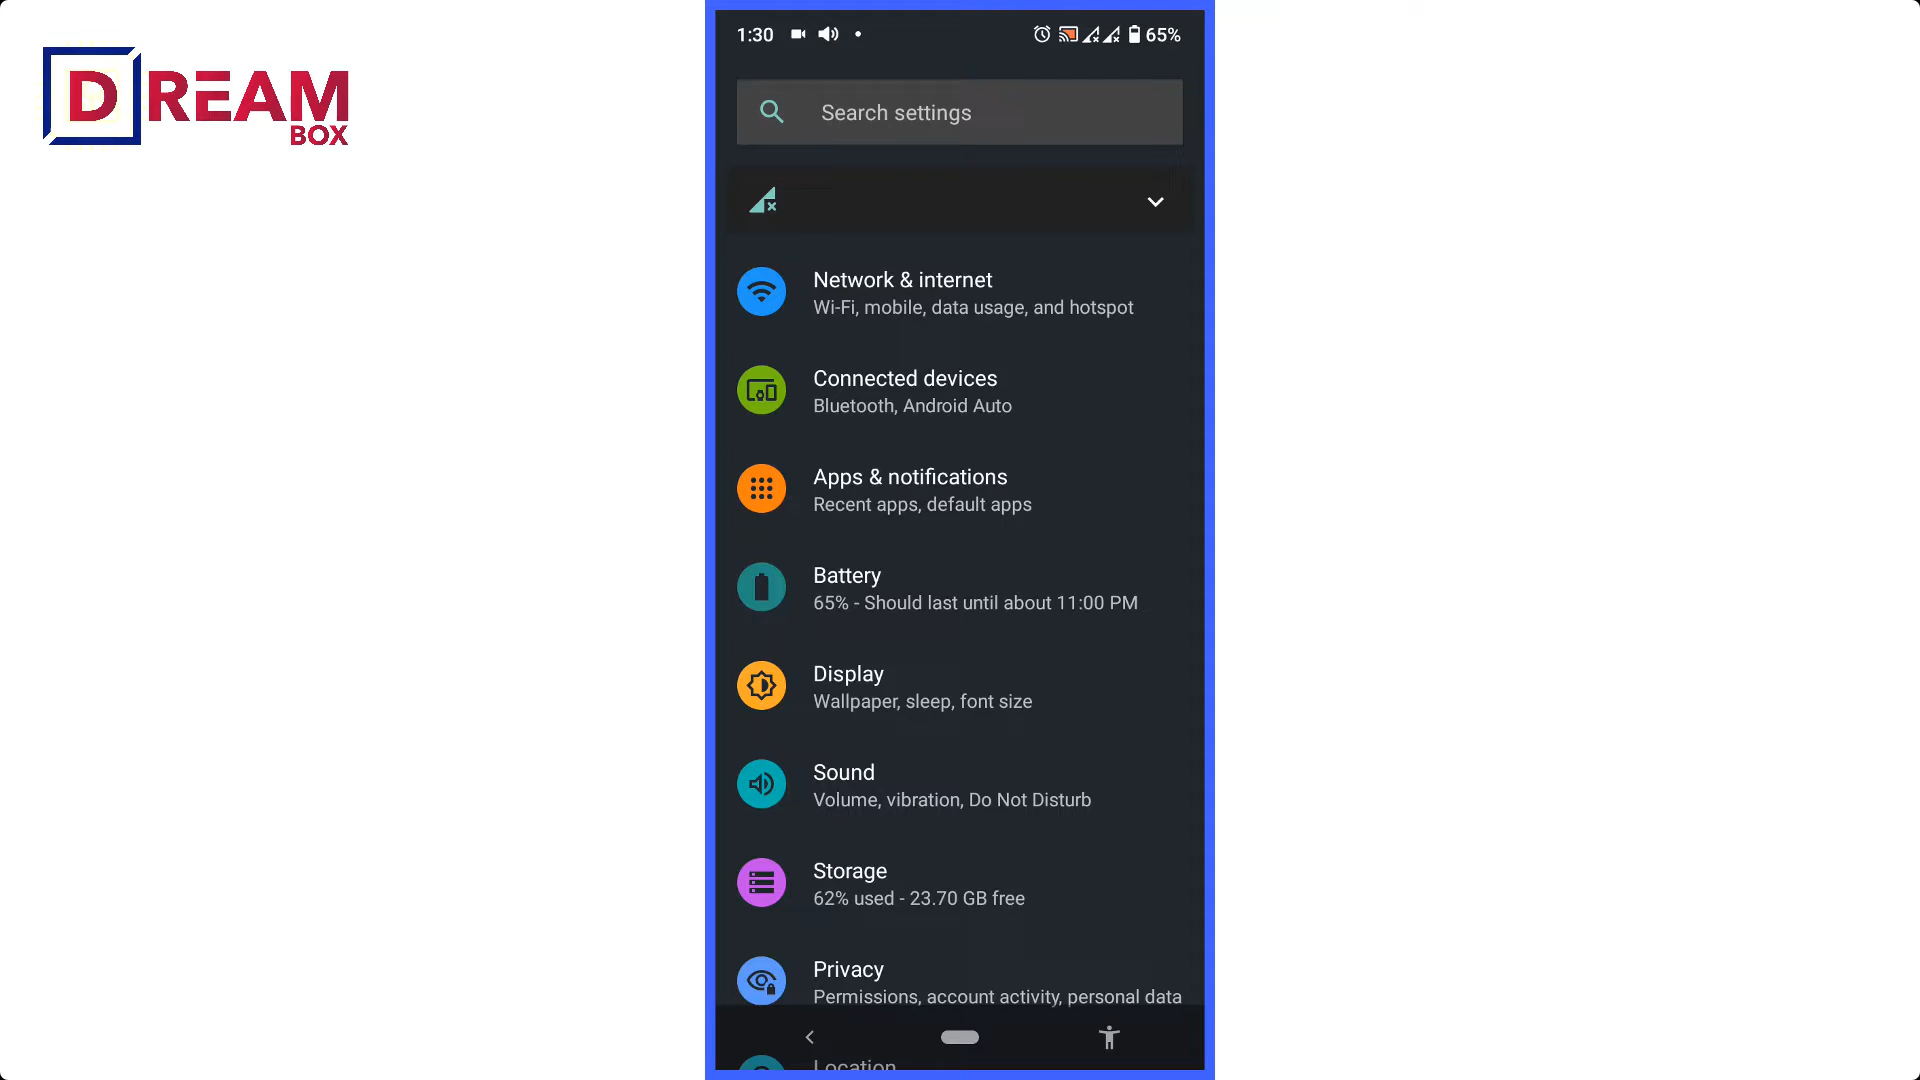 DREAM
BOX
1:30
65%
Search settings
Network & internet
Wi-Fi, mobile, data usage, and hotspot
Connected devices
Bluetooth, Android Auto
Apps & notifications
Recent apps, default apps
Battery
65% - Should last until about 11:00 PM
Display
Wallpaper, sleep, font size
Sound
Volume, vibration, Do Not Disturb
Storage
62% used - 23.70 GB free
Privacy
Permissions, account activity, personal data
Location